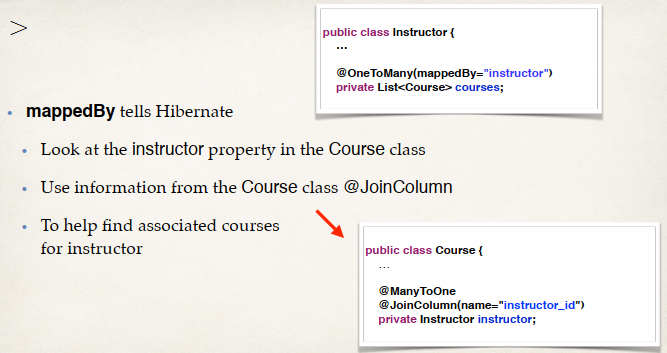 >
public class Instructor {
…
@OneToMany(mappedBy="instructor")
private List<Course> courses;
• mappedBy tells Hibernate
• Look at the instructor property in the Course class
• Use information from the Course class @JoinColumn
• To help find associated courses
for instructor
public class Course {
…
@ManyToOne
@JoinColumn(name="instructor_id")
private Instructor instructor;